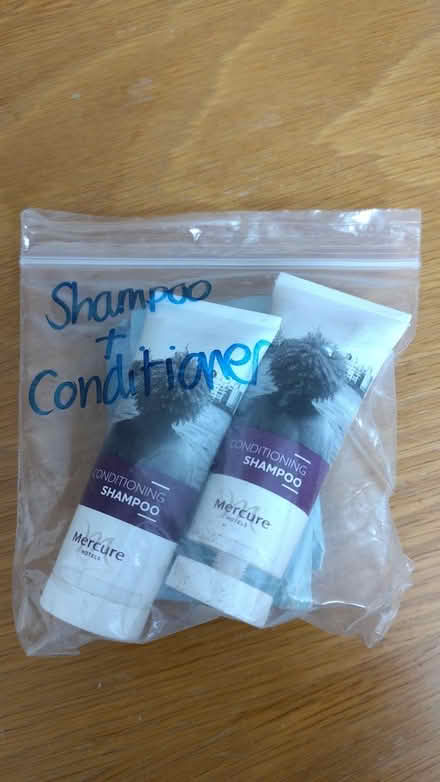 Shampoo
+
Conditioner
CONDITIONING
SHAMPOO
Mercure
HOTELS
CONDITIONING
SHAMPOO
Mercure
HOTELS